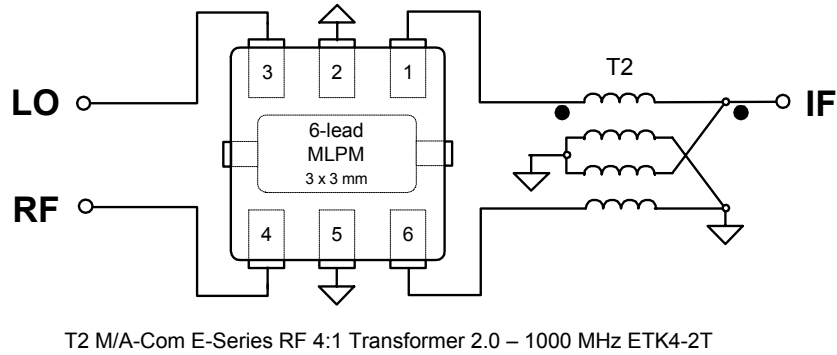 3 2 1
T2
LO
IF
6-lead
MLPM
3 x 3 mm
RF
4 5 6
T2 M/A-Com E-Series RF 4:1 Transformer 2.0 – 1000 MHz ETK4-2T